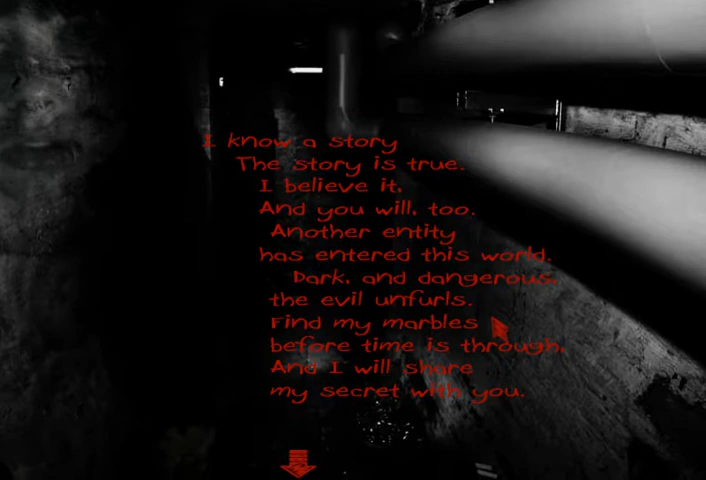 I know a story
The story is true.
I believe it,
And you will, too.
Another entity
has entered this world.
Dark, and dangerous,
the evil unfurls.
Find my marbles
before time is through,
And I will share
my secret with you.